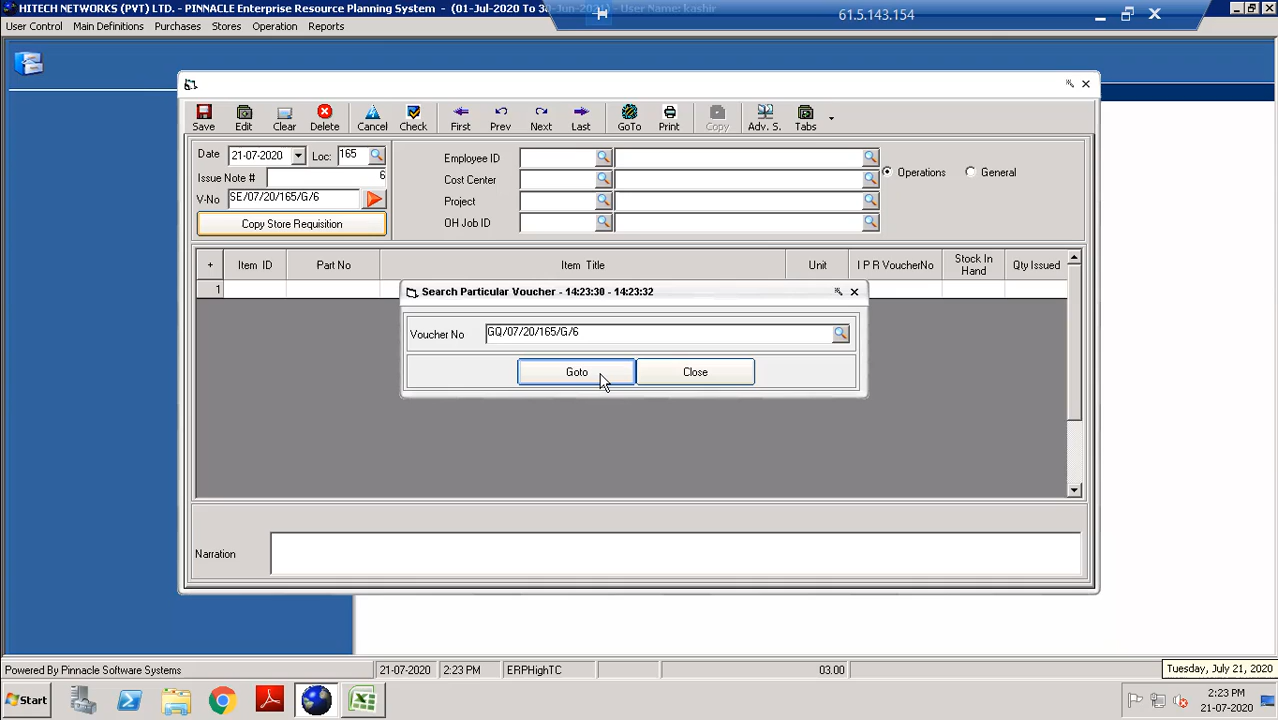 HITECH NETWORKS (PVT) LTD. - PINNACLE Enterprise Resource Planning System - (01-Jul-2020 To 30-Jun-2021) - User Name: kashir
61.5.143.154
User Control Main Definition Purchases Stores Operation Reports
Save Edit Clear Delete Cancel Check First Prev Next Last GoTo Print Copy Adv. S. Tabs
Date 21-07-2020 Loc: 165 Employee ID
Issue Note # 6 Cost Center Operations General
V-No SE/07/20/165/G/6 Project
Copy Store Requisition OH Job ID
+ Item ID Part No Item Title Unit I P R VoucherNo Stock In Hand Qty Issued
1
Search Particular Voucher - 14:23:30 - 14:23:32
Voucher No GQ/07/20/165/G/6
Goto Close
Narration
Powered By Pinnacle Software Systems 21-07-2020 2:23 PM ERPHighTC 03.00 Tuesday, July 21, 2020
Start 2:23 PM
21-07-2020